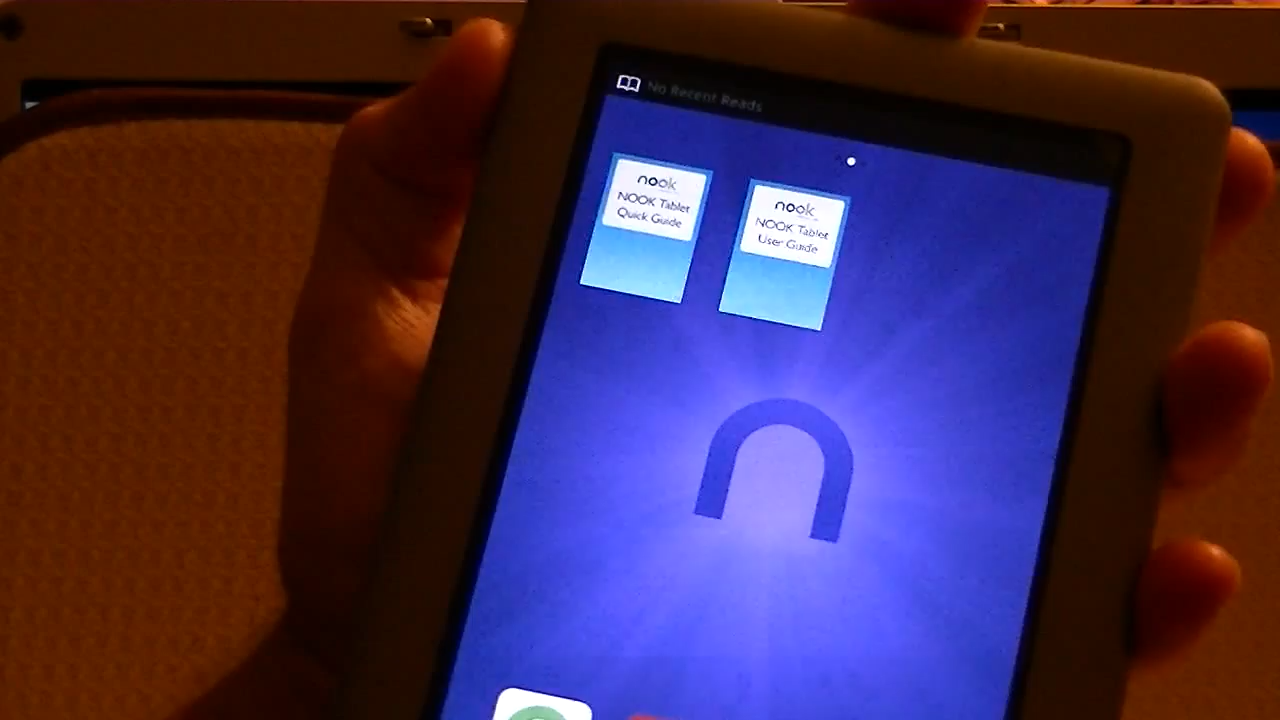 No Recent Reads
nook
NOOK Tablet
Quick Guide
nook
NOOK Tablet
User Guide
n